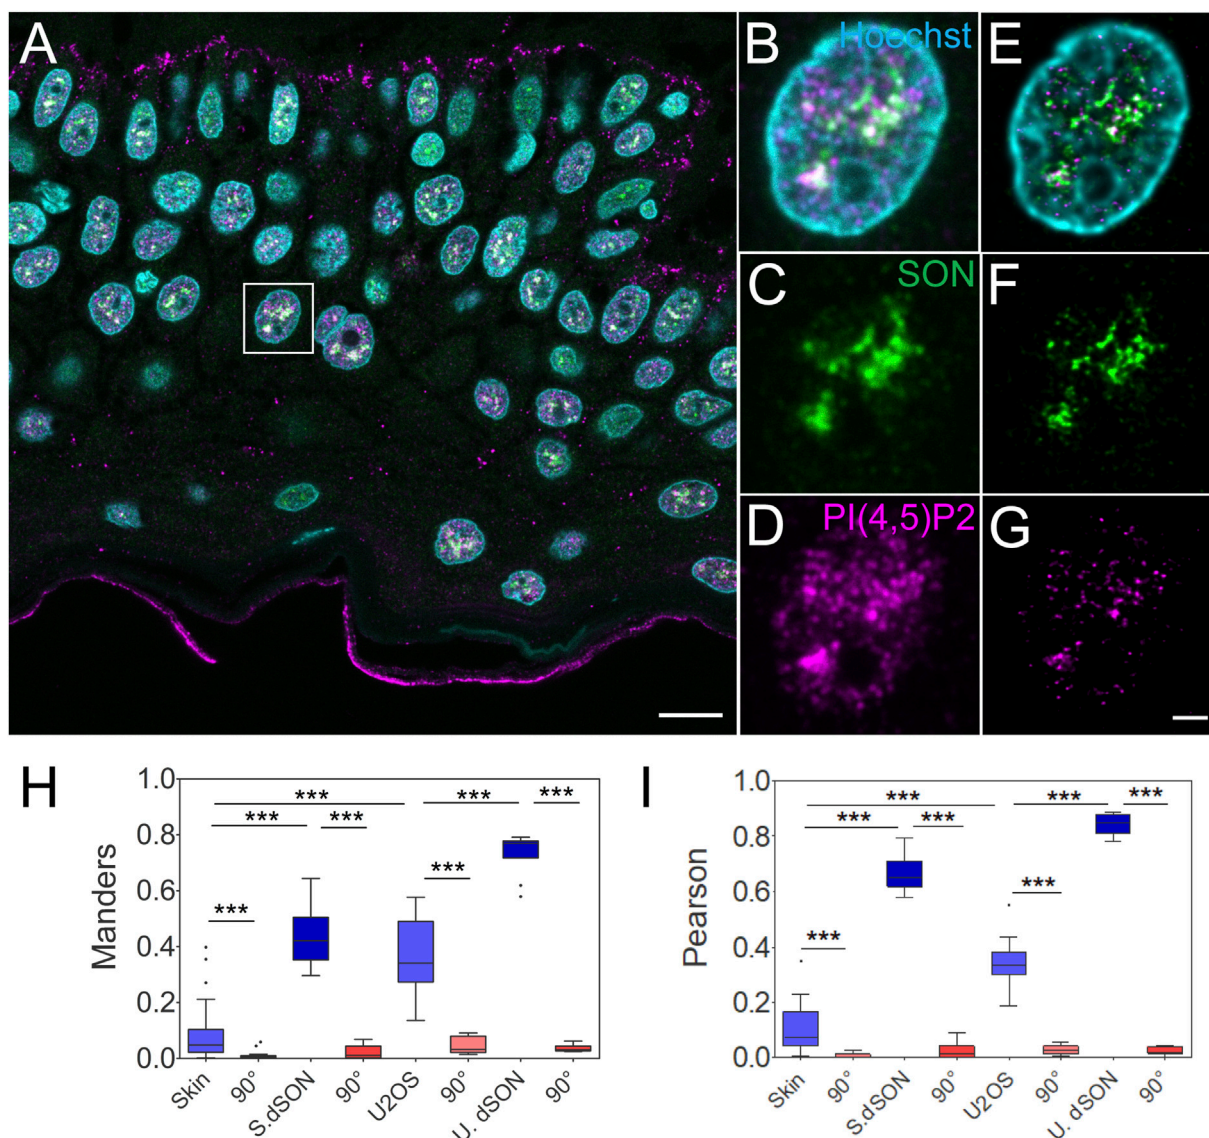 A
B
Hoechst
E
C
SON
F
D
PI(4,5)P2
G
H
1.0
0.8
0.6
0.4
0.2
0.0
Manders
***
***
***
***
***
***
***
Skin
90°
S.dSON
90°
U2OS
90°
U. dSON
90°
I
1.0
0.8
0.6
0.4
0.2
0.0
Pearson
***
***
***
***
***
***
***
Skin
90°
S.dSON
90°
U2OS
90°
U. dSON
90°